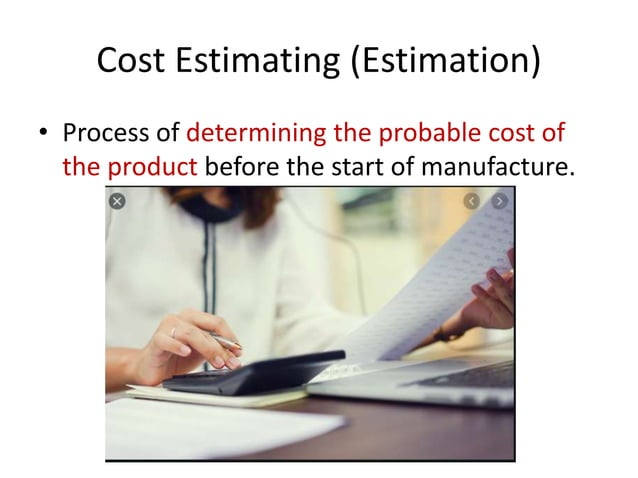 Cost Estimating (Estimation)
• Process of determining the probable cost of
the product before the start of manufacture.